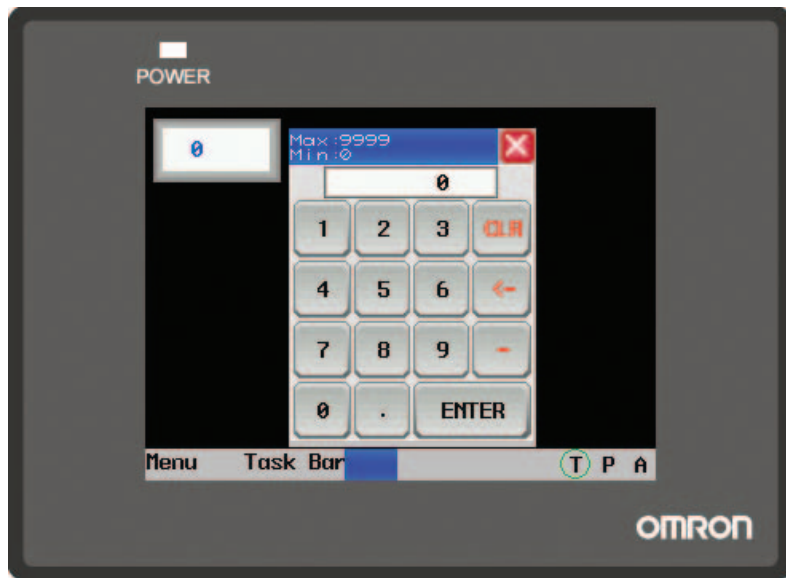 POWER
0
Max:9999
Min:0
0
1 2 3 CLR
4 5 6 ←
7 8 9 -
0 . ENTER
Menu Task Bar T P A
OMRON